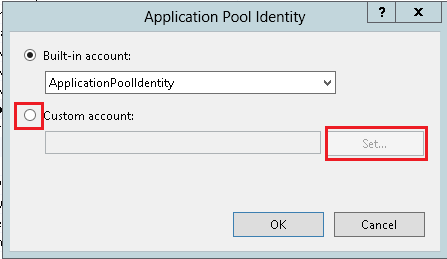 Application Pool Identity
? x
Built-in account:
ApplicationPoolIdentity
Custom account:
Set...
OK Cancel